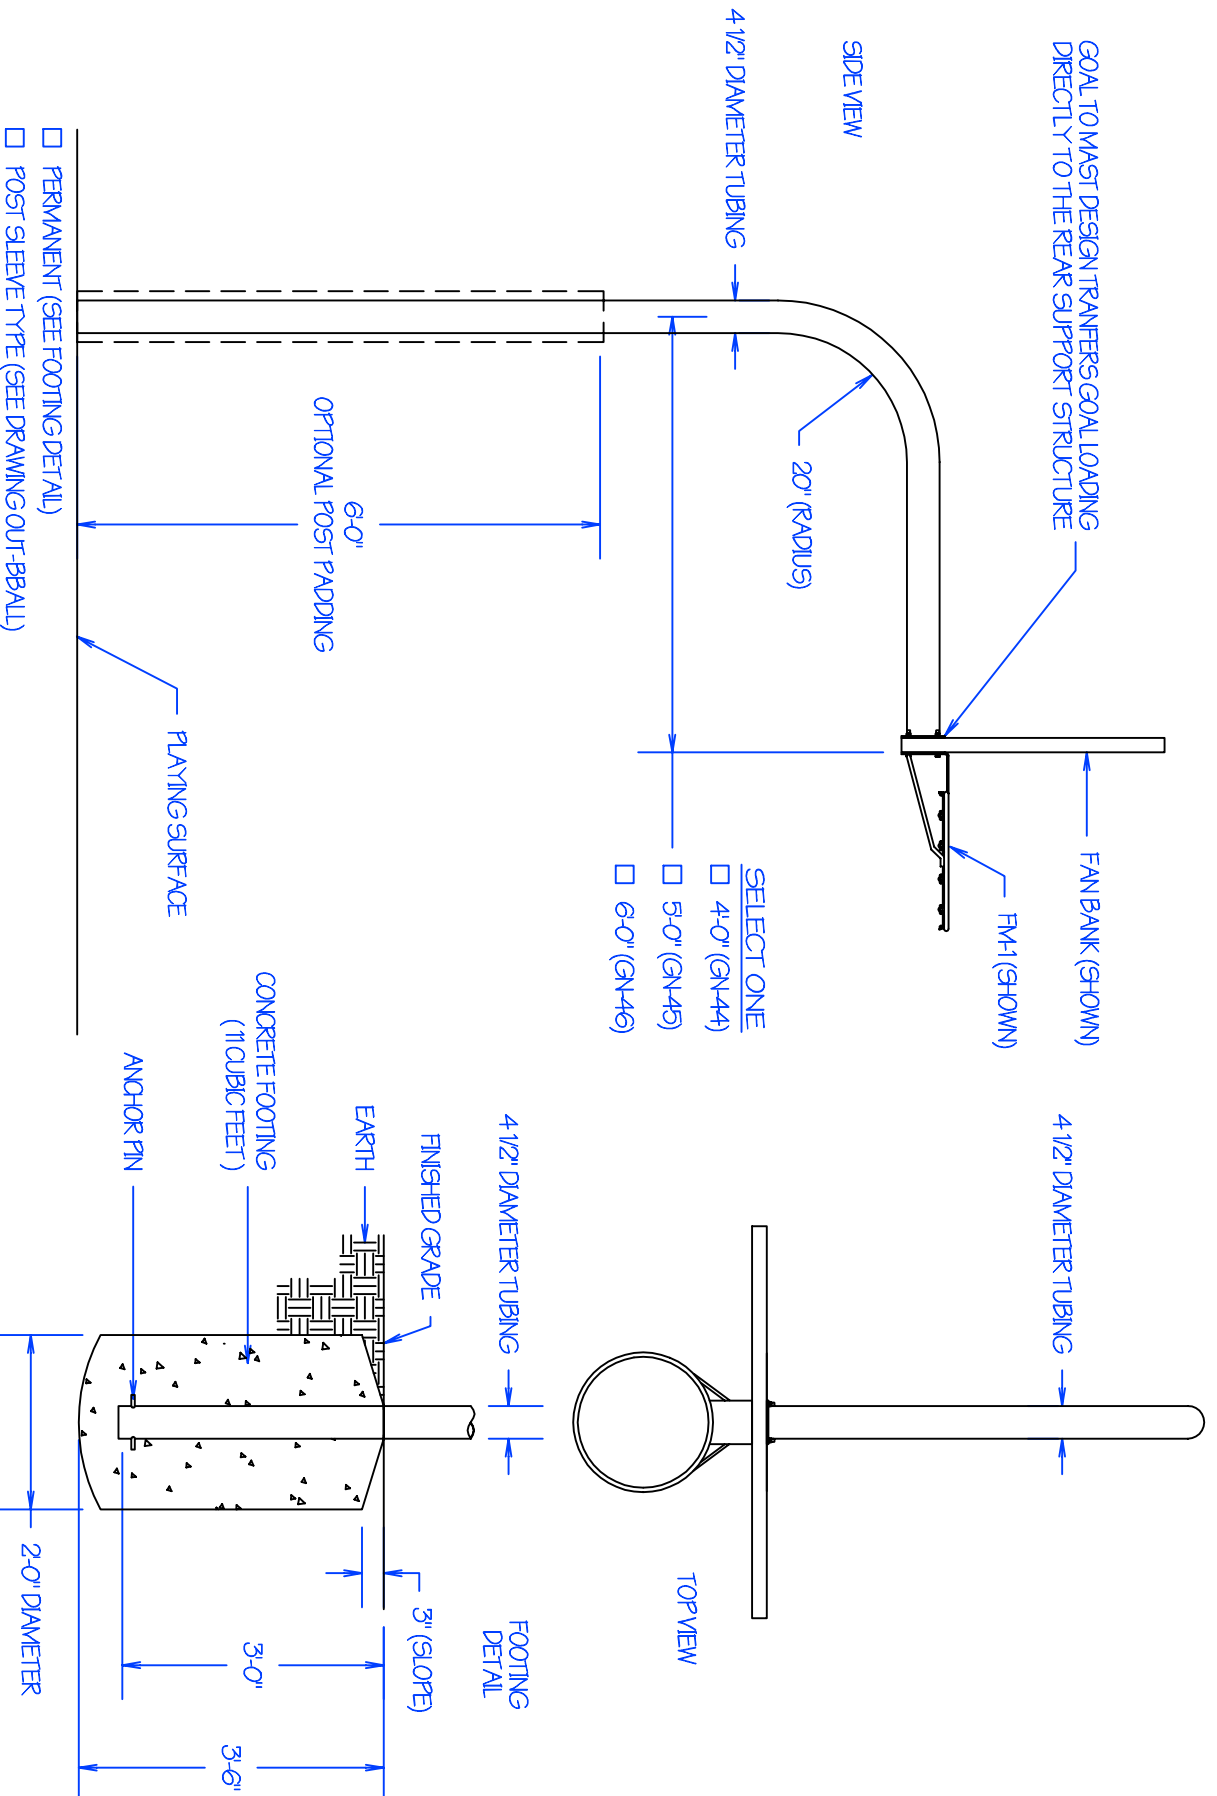 GOAL TO MAST DESIGN TRANFERS GOAL LOADING
DIRECTLY TO THE REAR SUPPORT STRUCTURE
SIDE VIEW
4 1/2" DIAMETER TUBING
20" (RADIUS)
6'-0"
OPTIONAL POST PADDING
PLAYING SURFACE
☐ PERMANENT (SEE FOOTING DETAIL)
☐ POST SLEEVE TYPE (SEE DRAWING OUT-BBALL)
FAN BANK (SHOWN)
FM-1 (SHOWN)
SELECT ONE
☐ 4'-0" (GN-44)
☐ 5'-0" (GN-45)
☐ 6'-0" (GN-46)
4 1/2" DIAMETER TUBING
TOP VIEW
4 1/2" DIAMETER TUBING
FINISHED GRADE
EARTH
CONCRETE FOOTING
(11 CUBIC FEET)
ANCHOR PIN
FOOTING
DETAIL
3" (SLOPE)
3'-0"
3'-6"
2'-0" DIAMETER